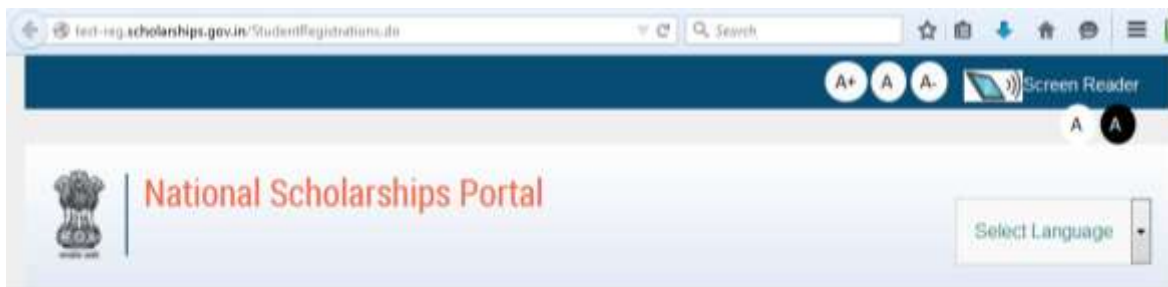 test-reg.scholarships.gov.in/StudentRegistrations.do
Search
A+ A A-
Screen Reader
A A
National Scholarships Portal
Select Language